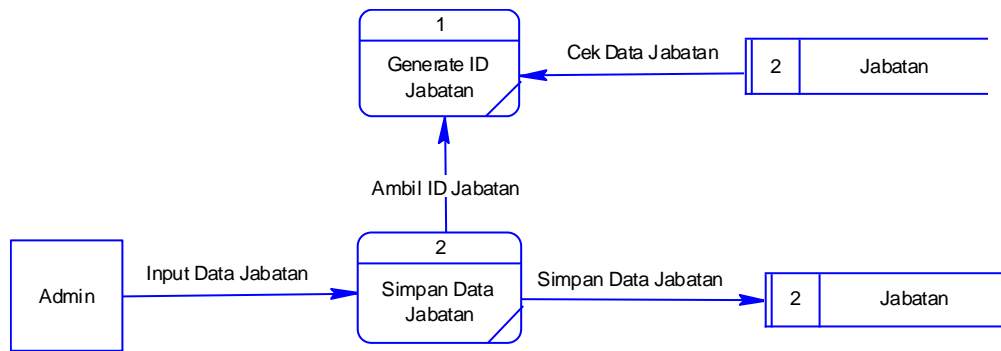 1
Generate ID
Jabatan
Cek Data Jabatan
2
Jabatan
Ambil ID Jabatan
Admin
Input Data Jabatan
2
Simpan Data
Jabatan
Simpan Data Jabatan
2
Jabatan